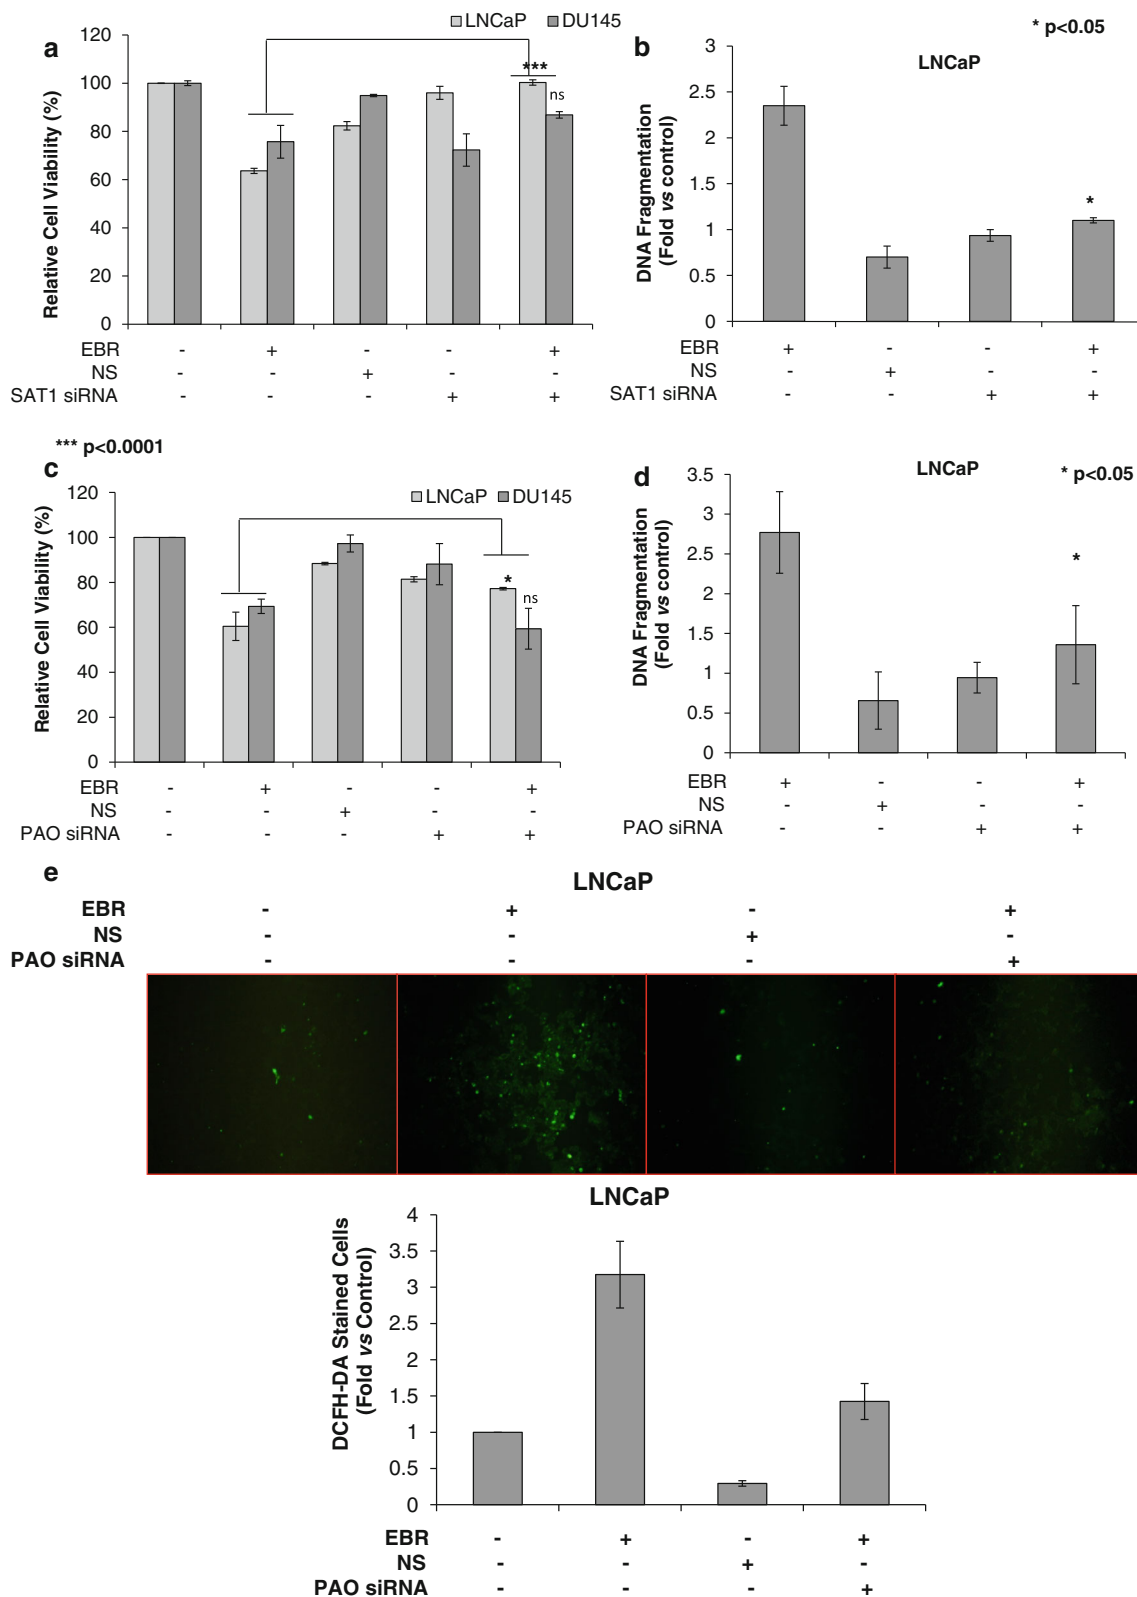 LNCaP DU145
a
120
100
80
60
40
20
0
Relative Cell Viability (%)
***
ns
EBR - + - - +
NS - - + - -
SAT1 siRNA - - - + +
*** p<0.0001
b
* p<0.05
LNCaP
3
2.5
2
1.5
1
0.5
0
DNA Fragmentation
(Fold vs control)
*
EBR + - - +
NS - + - -
SAT1 siRNA - - + +
c
LNCaP DU145
120
100
80
60
40
20
0
Relative Cell Viability (%)
*
ns
EBR - + - - +
NS - - + - -
PAO siRNA - - - + +
d
LNCaP
* p<0.05
3.5
3
2.5
2
1.5
1
0.5
0
DNA Fragmentation
(Fold vs control)
*
EBR + - - +
NS - + - -
PAO siRNA - - + +
e
LNCaP
EBR - + - +
NS - - + -
PAO siRNA - - - +
LNCaP
4
3.5
3
2.5
2
1.5
1
0.5
0
DCFH-DA Stained Cells
(Fold vs Control)
EBR - + - +
NS - - + -
PAO siRNA - - - +